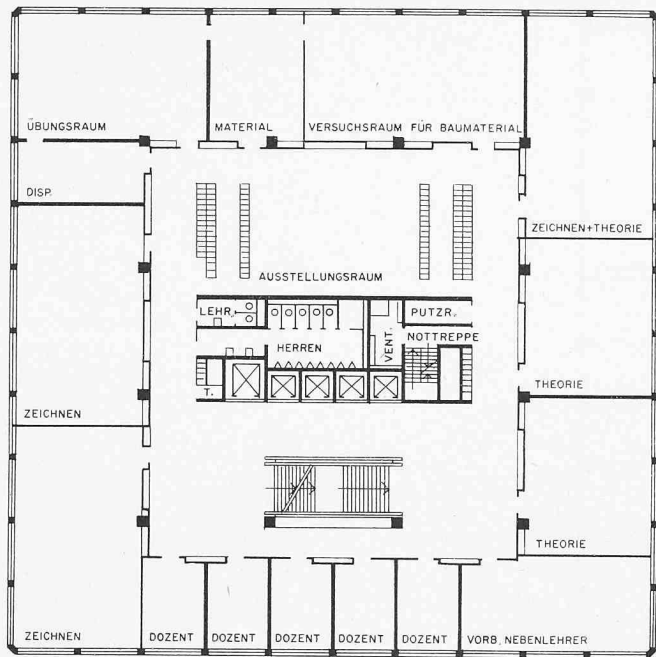 ÜBUNGSRAUM
MATERIAL
VERSUCHSRAUM FÜR BAUMATERIAL
DISP.
ZEICHNEN+THEORIE
AUSSTELLUNGSRAUM
LEHR.
PUTZR.
HERREN
VENT.
NOTTREPPE
T.
THEORIE
ZEICHNEN
THEORIE
ZEICHNEN
DOZENT
DOZENT
DOZENT
DOZENT
DOZENT
VORB. NEBENLEHRER